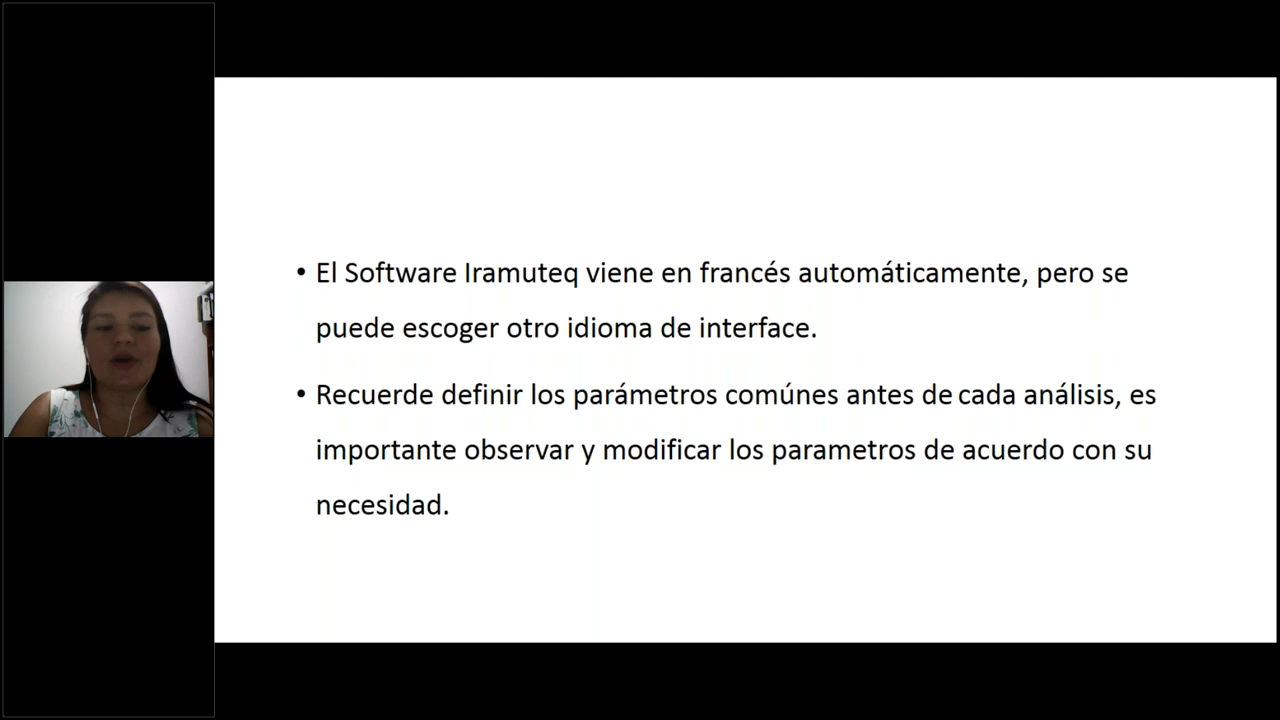 • El Software Iramuteq viene en francés automáticamente, pero se
puede escoger otro idioma de interface.
• Recuerde definir los parámetros comúnes antes de cada análisis, es
importante observar y modificar los parametros de acuerdo con su
necesidad.